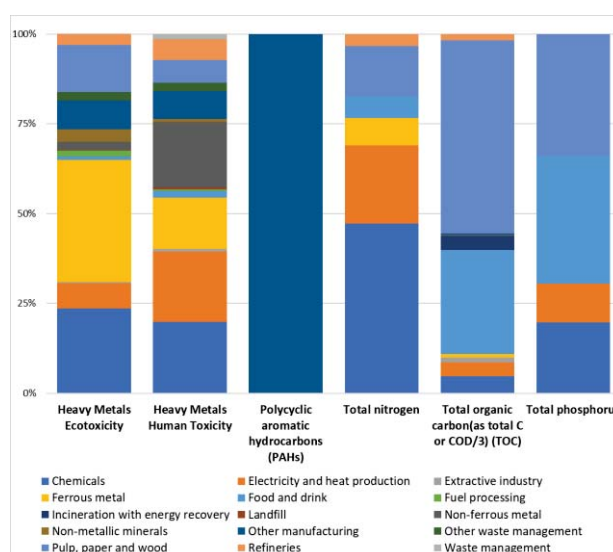 100%
75%
50%
25%
0%
Heavy Metals
Ecotoxicity
Heavy Metals
Human Toxicity
Polycyclic
aromatic
hydrocarbons
(PAHs)
Total nitrogen
Total organic
carbon(as total C
or COD/3) (TOC)
Total phosphoru
Chemicals
Electricity and heat production
Extractive industry
Ferrous metal
Food and drink
Fuel processing
Incineration with energy recovery
Landfill
Non-ferrous metal
Non-metallic minerals
Other manufacturing
Other waste management
Pulp, paper and wood
Refineries
Waste management